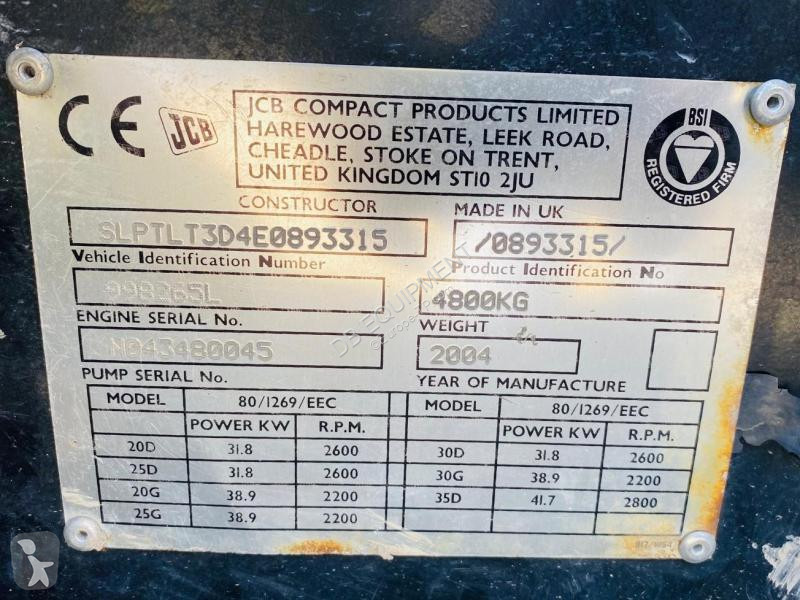 CE
JCB
JCB COMPACT PRODUCTS LIMITED
HAREWOOD ESTATE, LEEK ROAD,
CHEADLE, STOKE ON TRENT,
UNITED KINGDOM ST10 2JU
BSI
REGISTERED FIRM
CONSTRUCTOR
MADE IN UK
SLPTLT3D4E0893315
/0893315/
Vehicle Identification Number
Product Identification No
4800KG
ENGINE SERIAL No.
WEIGHT
N043480045
2004
PUMP SERIAL No.
YEAR OF MANUFACTURE
DB EQUIPMENT
MODEL 80/1269/EEC MODEL 80/1269/EEC
POWER KW R.P.M. POWER KW R.P.M.
20D 31.8 2600 30D 31.8 2600
25D 31.8 2600 30G 38.9 2200
20G 38.9 2200 35D 41.7 2800
25G 38.9 2200